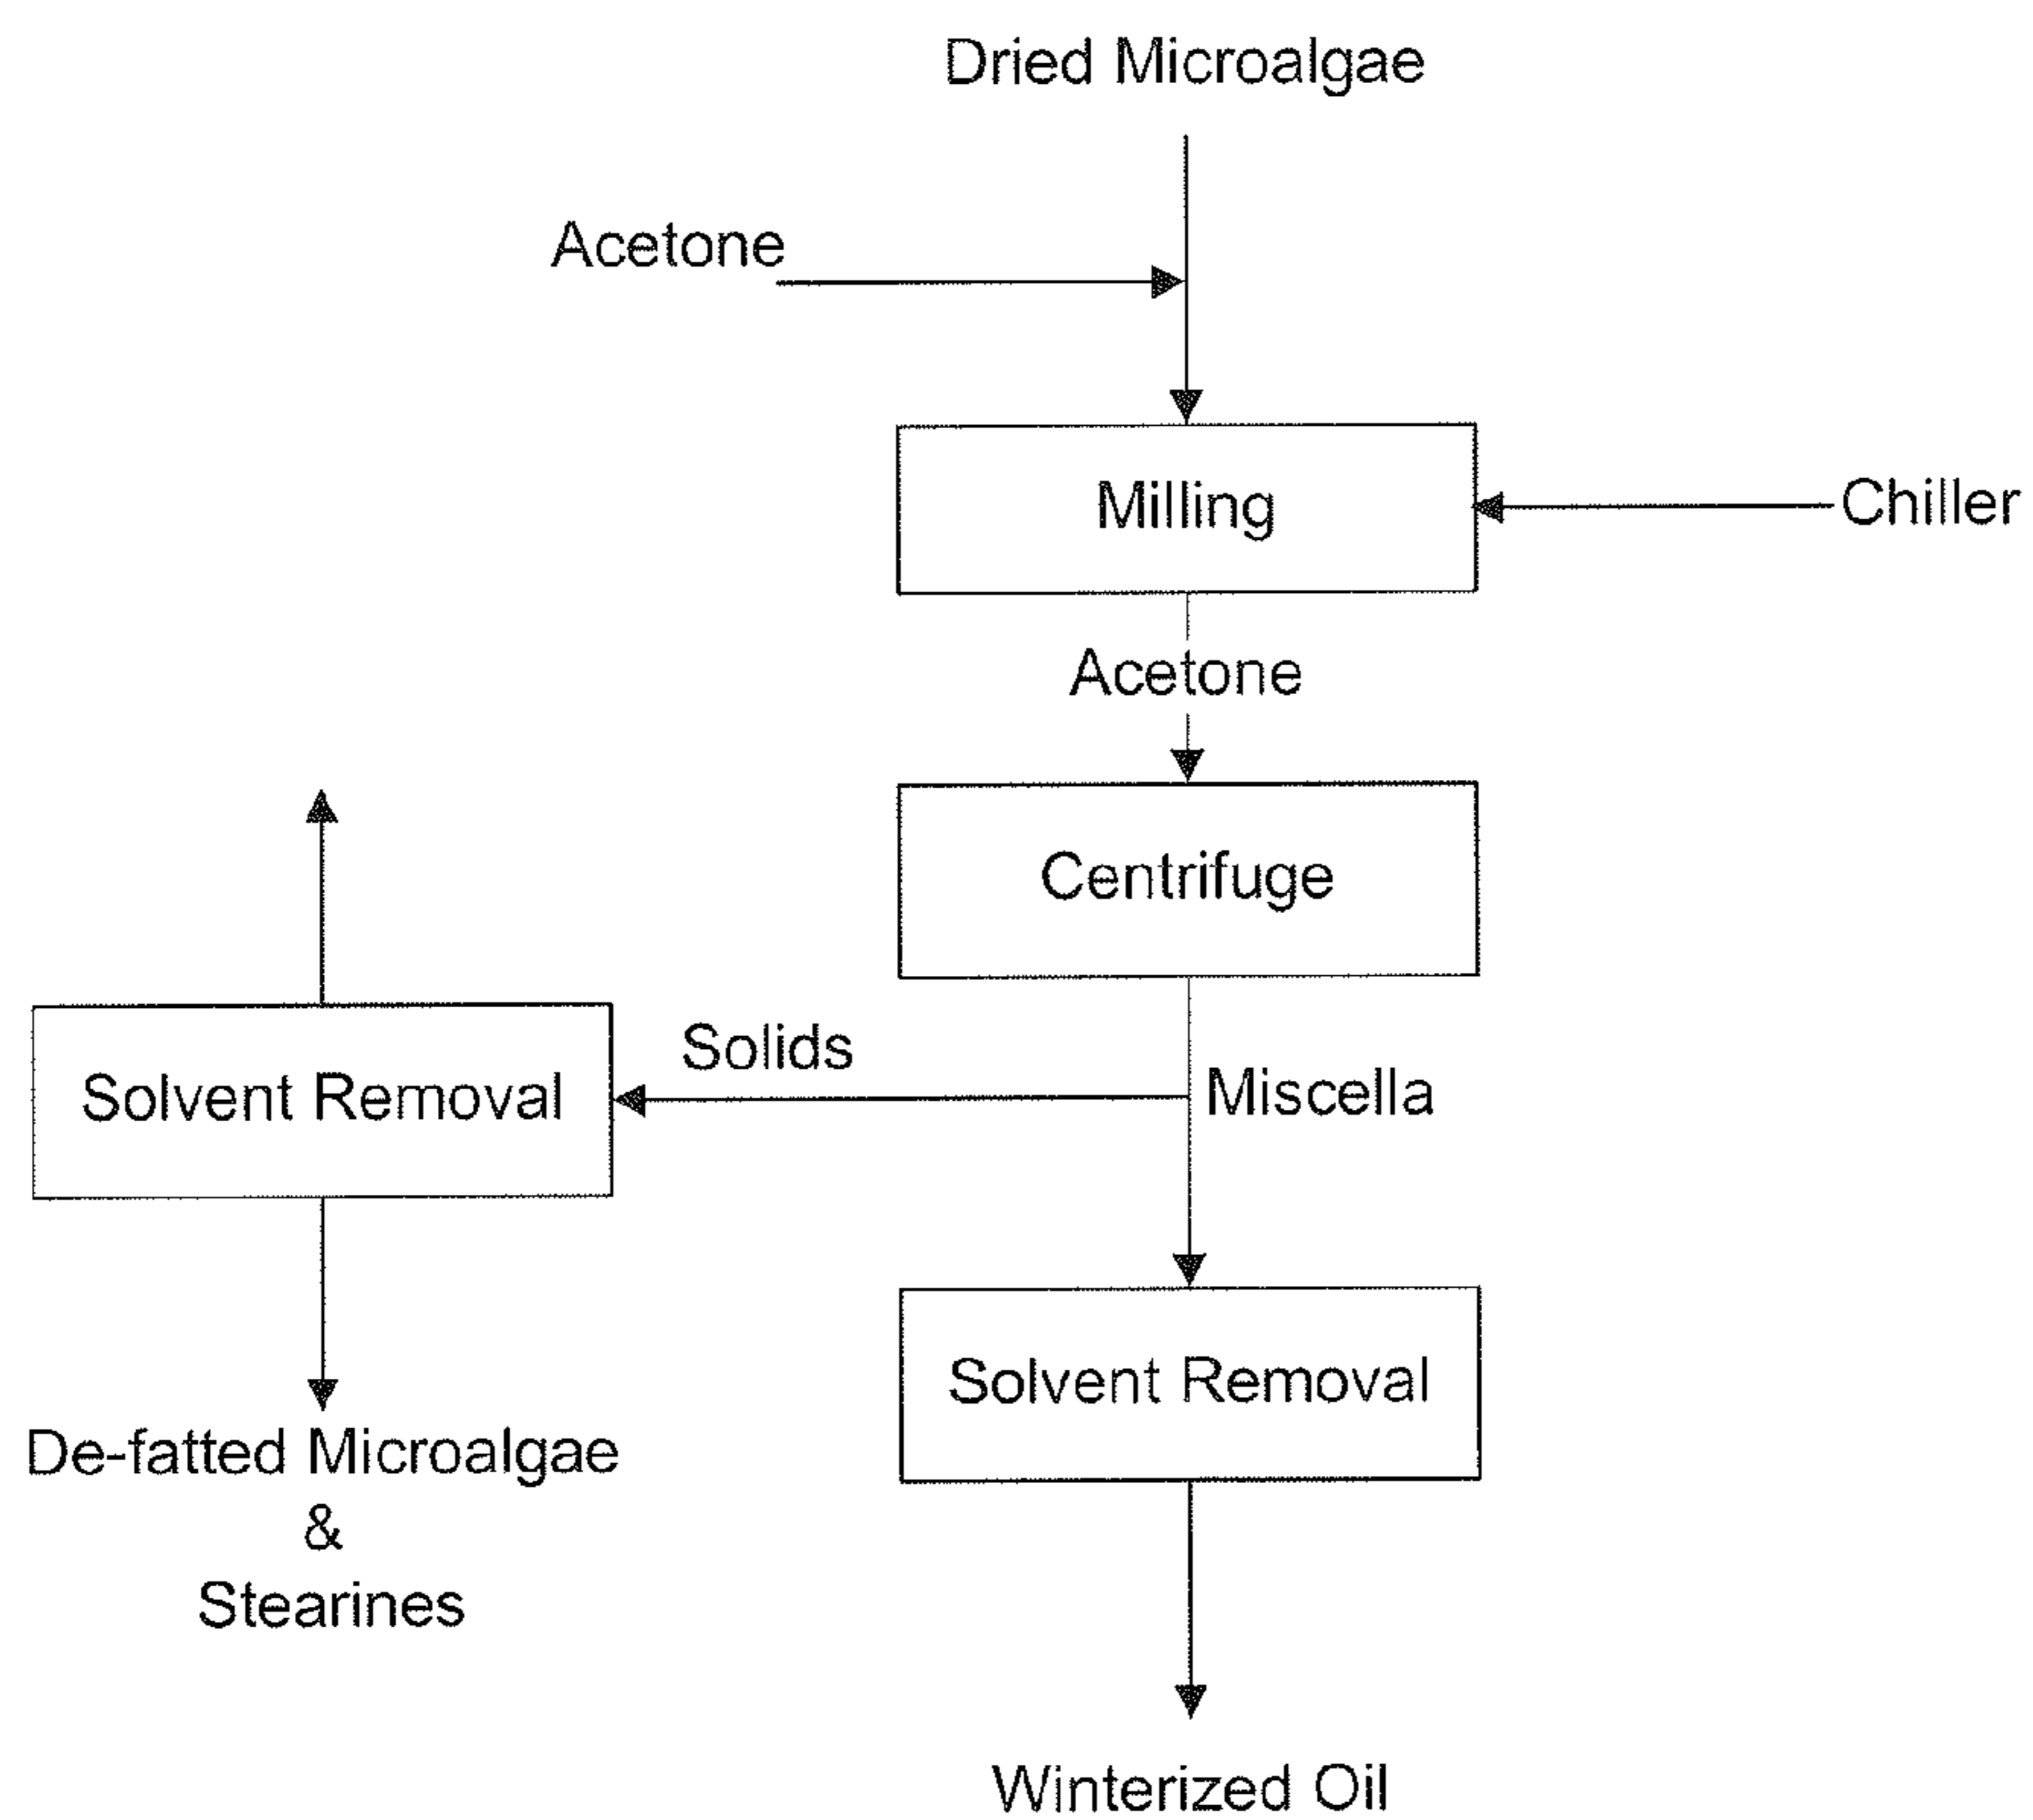 Dried Microalgae
Acetone
Milling
Chiller
Acetone
Centrifuge
Solids
Miscella
Solvent Removal
Solvent Removal
De-fatted Microalgae
&
Stearines
Winterized Oil